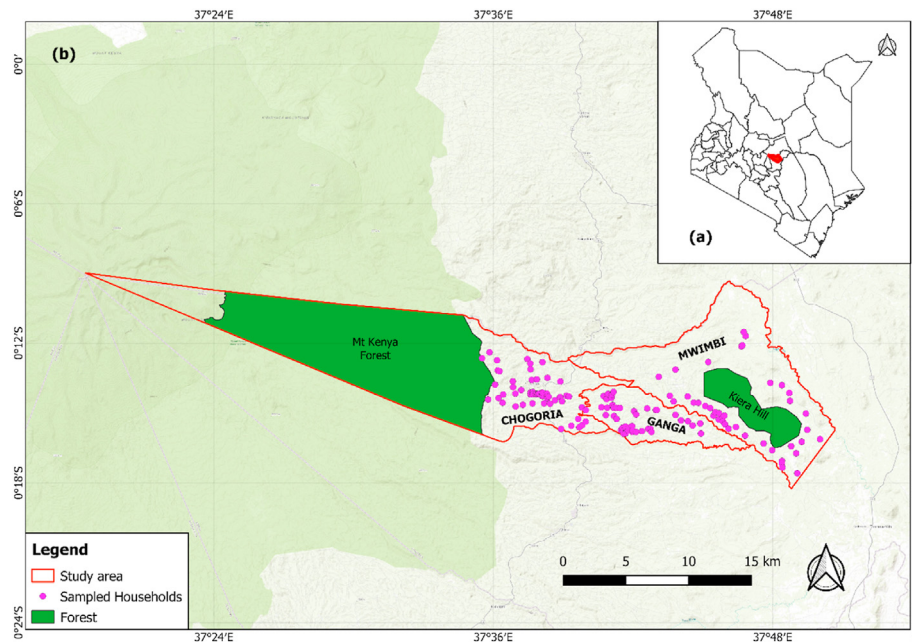 37°24′E
37°36′E
37°48′E
(b)
(a)
0°0′
0°6′S
0°12′S
0°18′S
0°24′S
Mt Kenya
Forest
MWIMBI
Kiera Hill
CHOGORIA
GANGA
Legend
Study area
Sampled Households
Forest
0 5 10 15 km
37°24′E
37°36′E
37°48′E